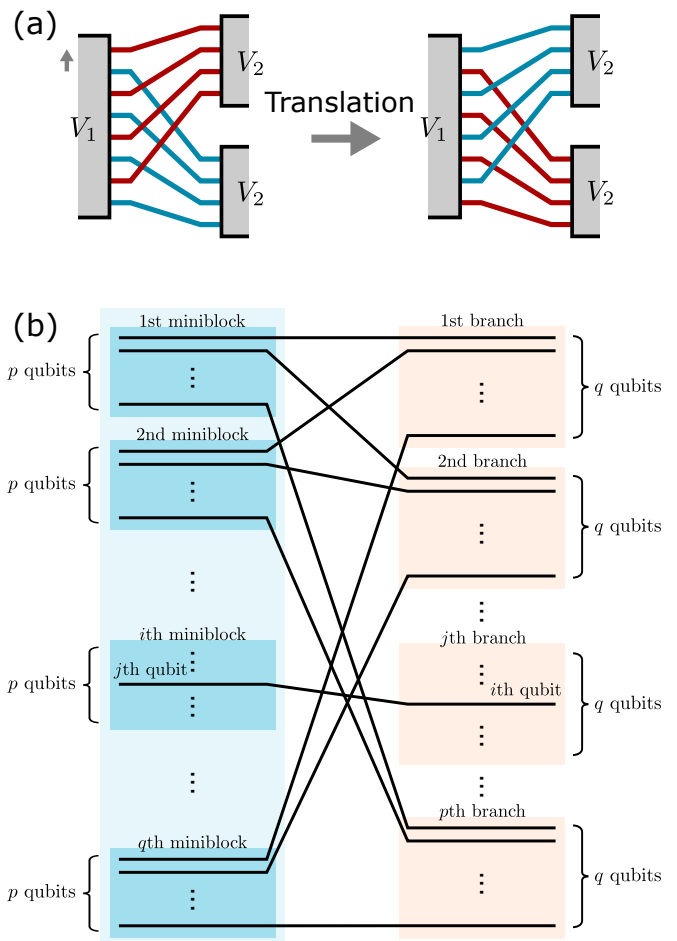 (a)
V₁
V₂
V₂
Translation
V₁
V₂
V₂
(b)
1st miniblock
1st branch
p qubits
⋮
⋮
q qubits
2nd miniblock
2nd branch
p qubits
⋮
⋮
q qubits
⋮
⋮
ith miniblock
jth branch
⋮
⋮
p qubits
jth qubit
ith qubit
q qubits
⋮
⋮
⋮
⋮
qth miniblock
pth branch
p qubits
⋮
⋮
q qubits